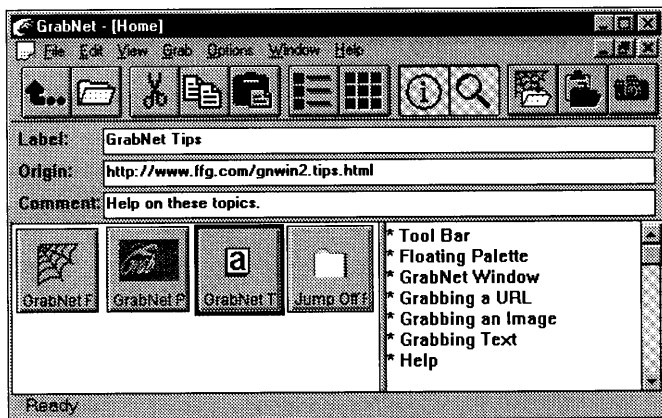 GrabNet - [Home]
File Edit View Grab Options Window Help
Label: GrabNet Tips
Origin: http://www.ffg.com/gnwin2.tips.html
Comment: Help on these topics.
GrabNet F GrabNet P a GrabNet T Jump Off P
* Tool Bar
* Floating Palette
* GrabNet Window
* Grabbing a URL
* Grabbing an Image
* Grabbing Text
* Help
Ready